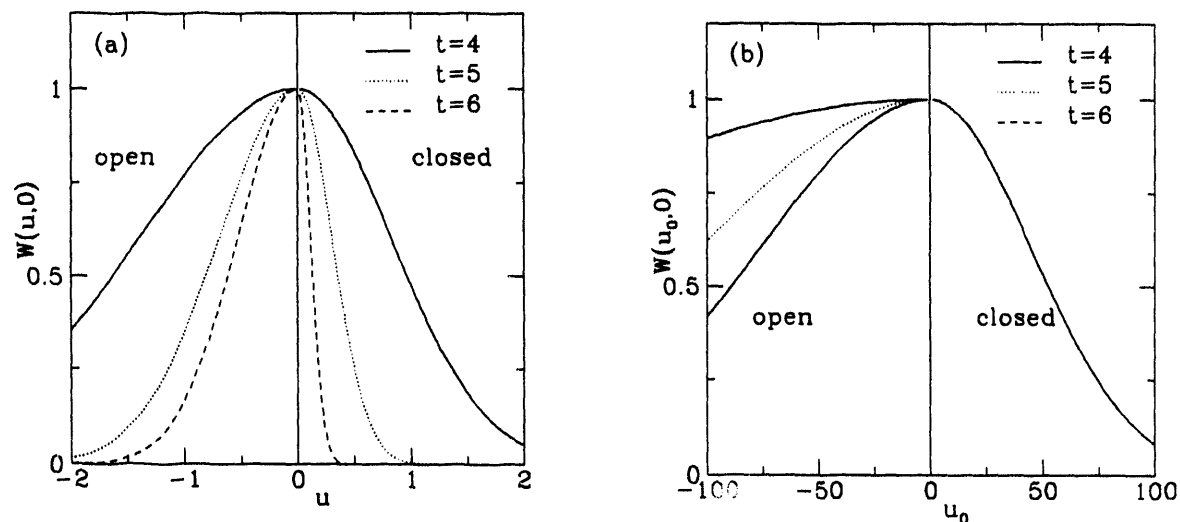 (a)
t=4
t=5
t=6
1
open
closed
W(u,0)
0.5
0
-2
-1
0
1
2
u
(b)
t=4
t=5
t=6
1
W(u₀,0)
0.5
open
closed
0
-100
-50
0
50
100
u₀